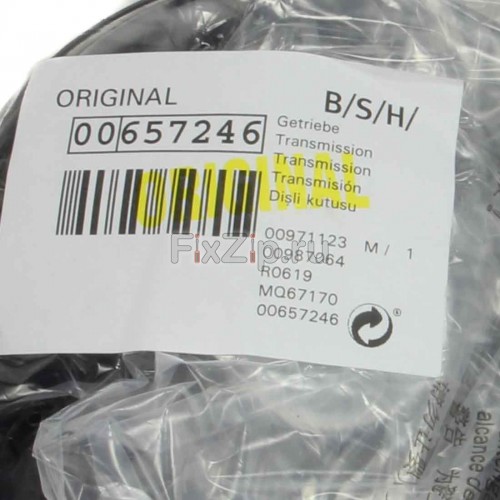 ORIGINAL
B/S/H/
00657246
Getriebe
Transmission
Transmission
Transmisión
Dişli kutusu
ORIGINAL
00971123 M / 1
00987064
R0619
MQ67170
00657246
FixZip.ru
alcance de